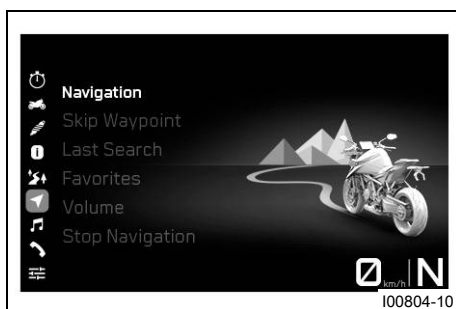 Navigation
Skip Waypoint
Last Search
Favorites
Volume
Stop Navigation
0 km/h N
I00804-10